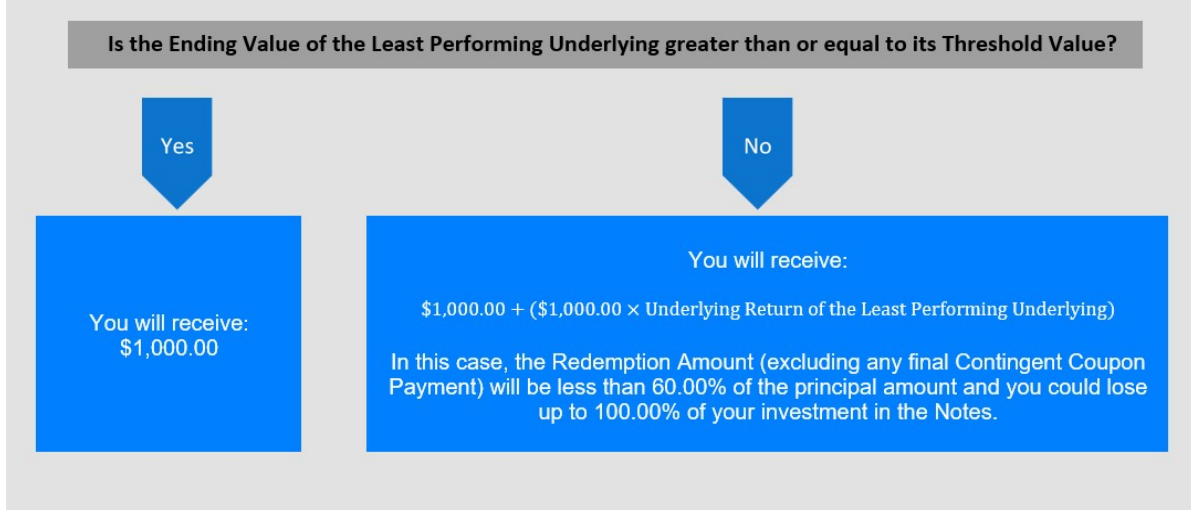 Is the Ending Value of the Least Performing Underlying greater than or equal to its Threshold Value?
Yes
No
You will receive:
$1,000.00
You will receive:
$1,000.00 + ($1,000.00 × Underlying Return of the Least Performing Underlying)
In this case, the Redemption Amount (excluding any final Contingent Coupon
Payment) will be less than 60.00% of the principal amount and you could lose
up to 100.00% of your investment in the Notes.